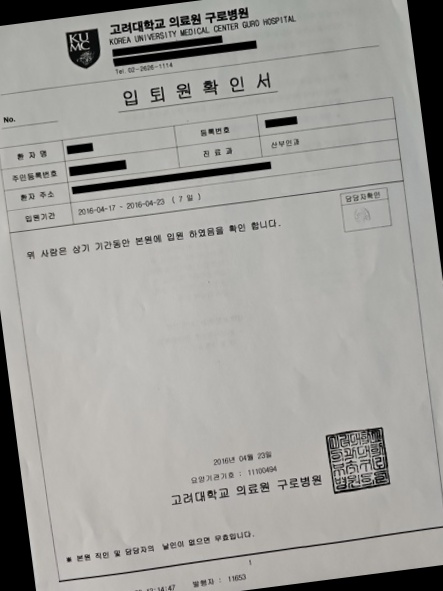 KU
MC
고려대학교 의료원 구로병원
KOREA UNIVERSITY MEDICAL CENTER GURO HOSPITAL
Tel. 02-2626-1114
입 퇴 원 확 인 서
No.
환 자 명
등록번호
주민등록번호
진 료 과 산부인과
환자 주소
입원기간 2016-04-17 - 2016-04-23 ( 7 일 )
담당자확인
위 사람은 상기 기간동안 본원에 입원 하였음을 확인 합니다.
2016년 04월 23일
요양기관기호 : 11100494
고려대학교 의료원 구로병원
※ 본원 직인 및 담당자의 날인이 없으면 무효입니다.
1
:14:47 발행자 : 11653